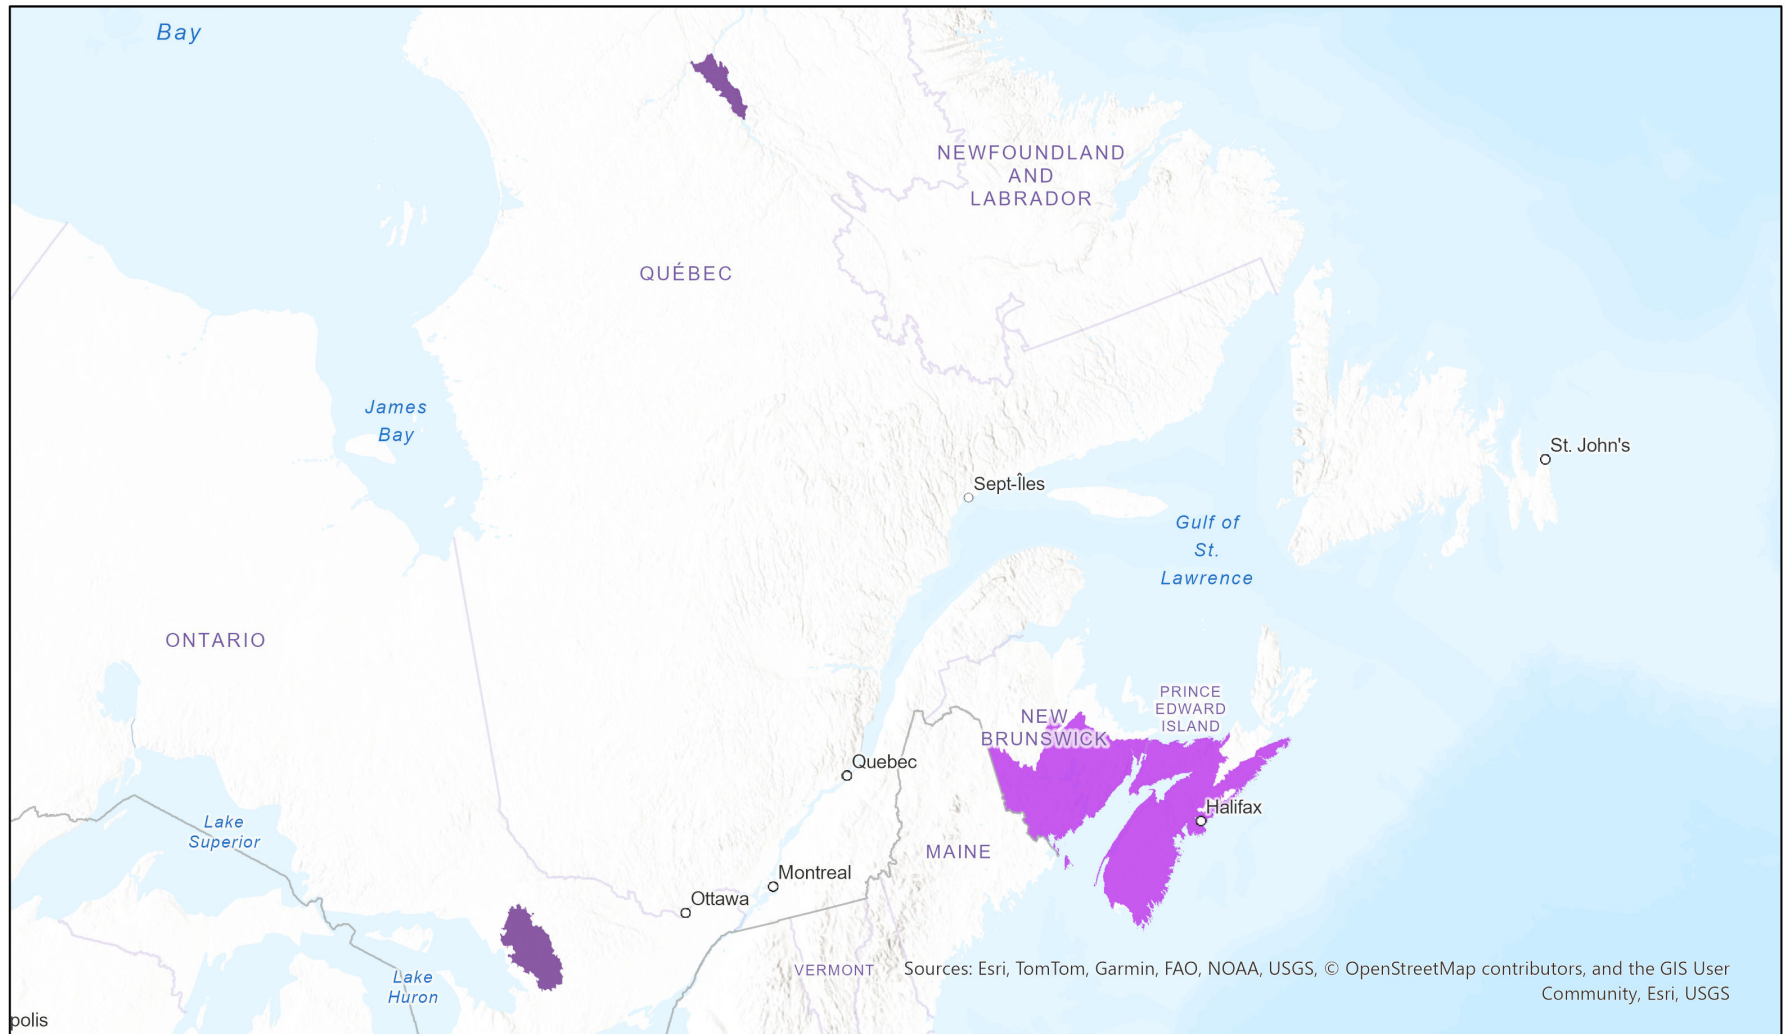 Bay
NEWFOUNDLAND
AND
LABRADOR
QUÉBEC
James
Bay
St. John's
Sept-Îles
Gulf of
St.
Lawrence
ONTARIO
PRINCE
EDWARD
ISLAND
NEW
BRUNSWICK
Quebec
Halifax
Lake
Superior
MAINE
Montreal
Ottawa
VERMONT
Lake
Huron
Sources: Esri, TomTom, Garmin, FAO, NOAA, USGS, © OpenStreetMap contributors, and the GIS User
Community, Esri, USGS
polis